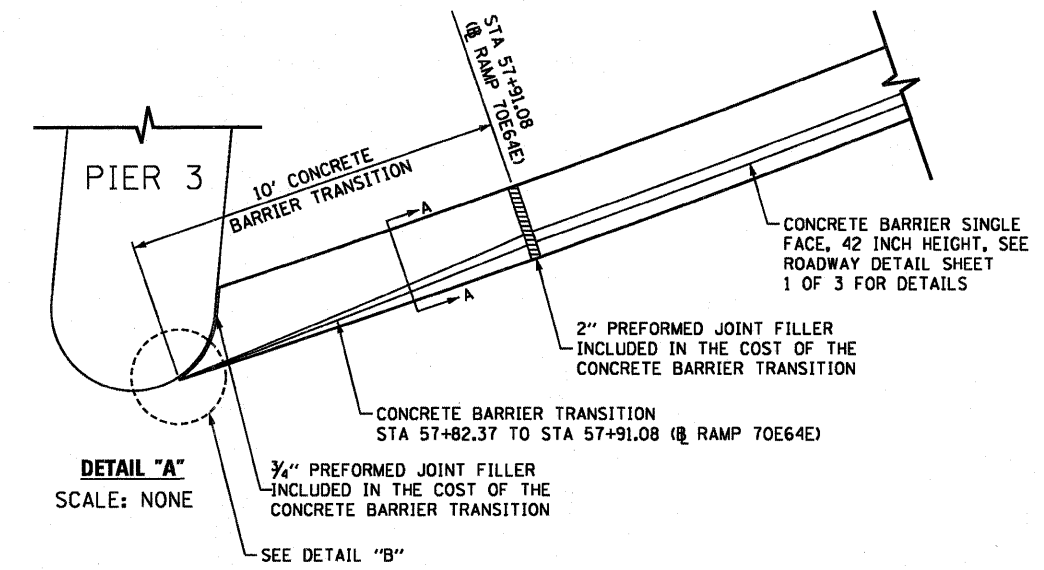 STA 57+91.08
(℄ RAMP 70E64E)
PIER 3
10' CONCRETE
BARRIER TRANSITION
A
A
CONCRETE BARRIER SINGLE
FACE, 42 INCH HEIGHT, SEE
ROADWAY DETAIL SHEET
1 OF 3 FOR DETAILS
2" PREFORMED JOINT FILLER
INCLUDED IN THE COST OF THE
CONCRETE BARRIER TRANSITION
CONCRETE BARRIER TRANSITION
STA 57+82.37 TO STA 57+91.08 (℄ RAMP 70E64E)
DETAIL "A"
SCALE: NONE
3/4" PREFORMED JOINT FILLER
INCLUDED IN THE COST OF THE
CONCRETE BARRIER TRANSITION
SEE DETAIL "B"